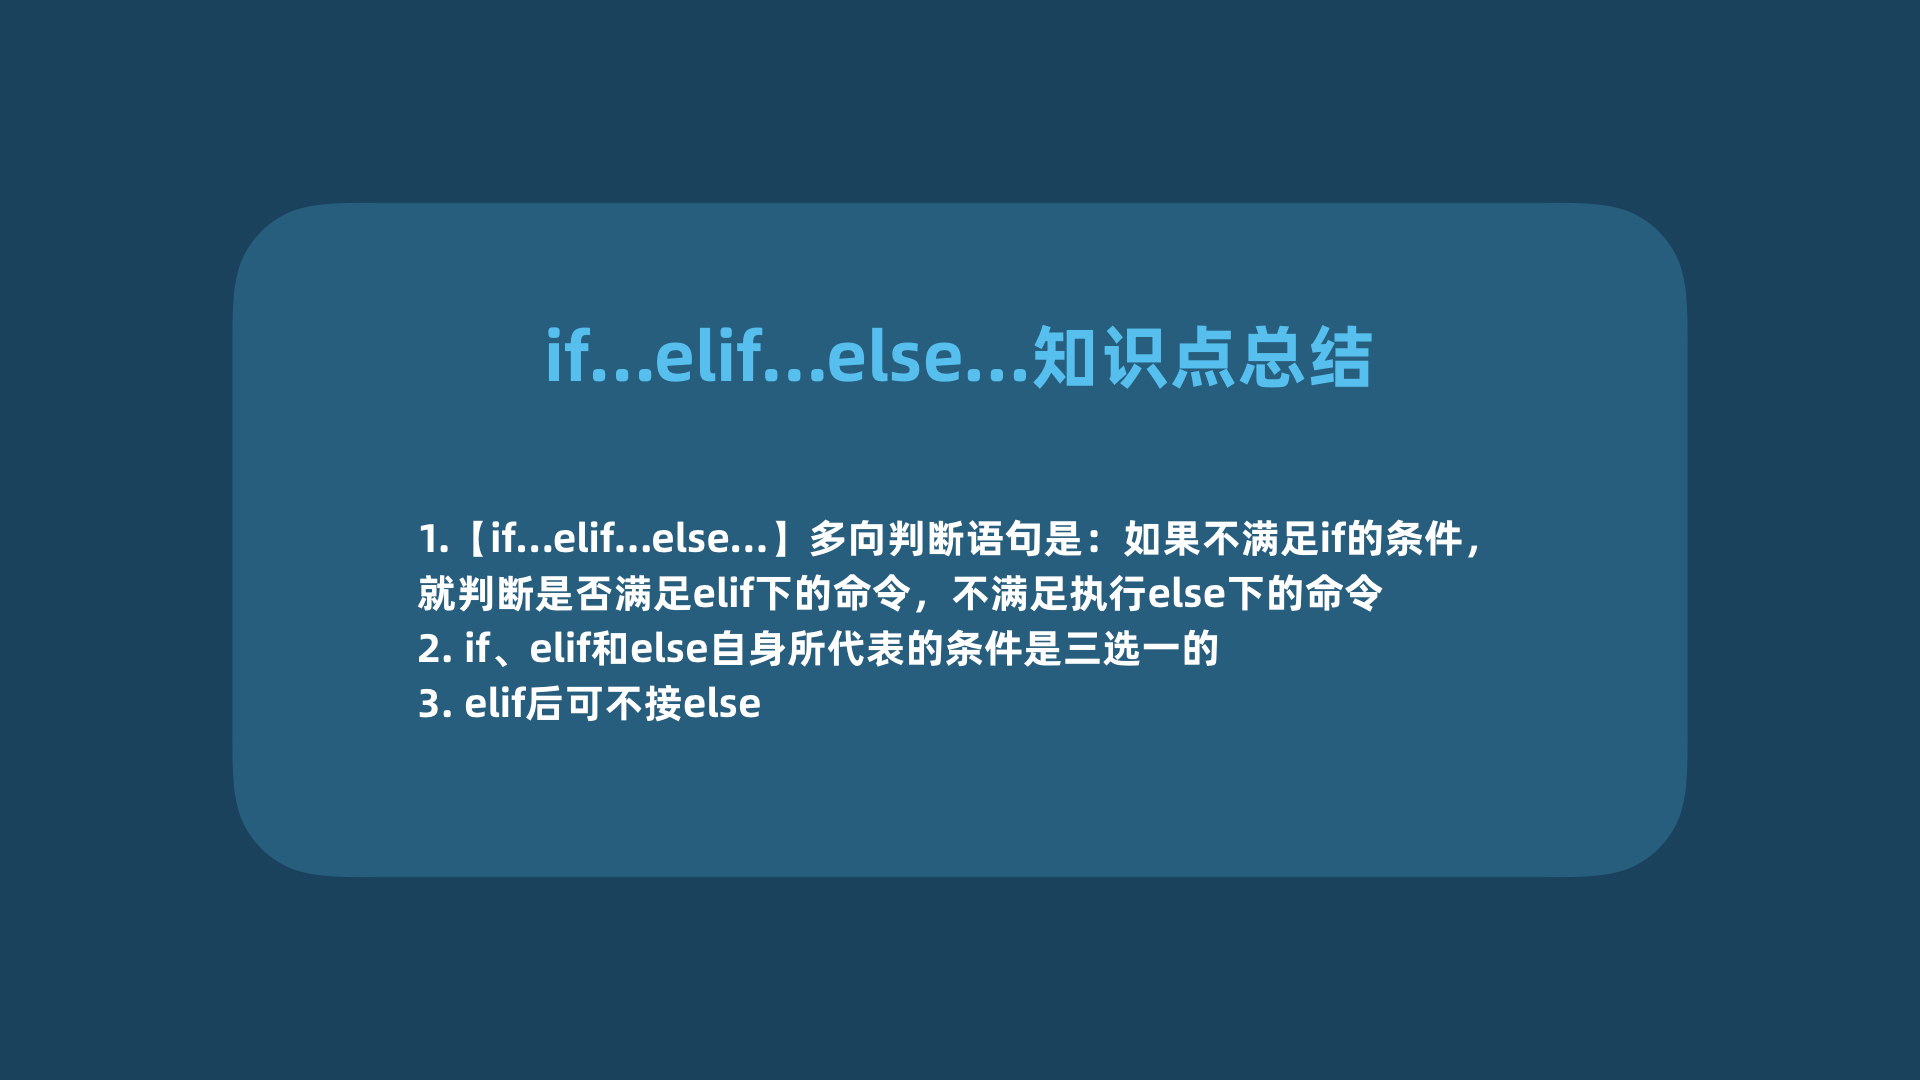 if...elif...else...知识点总结
1.【if...elif...else...】多向判断语句是：如果不满足if的条件，
就判断是否满足elif下的命令，不满足执行else下的命令
2. if、elif和else自身所代表的条件是三选一的
3. elif后可不接else